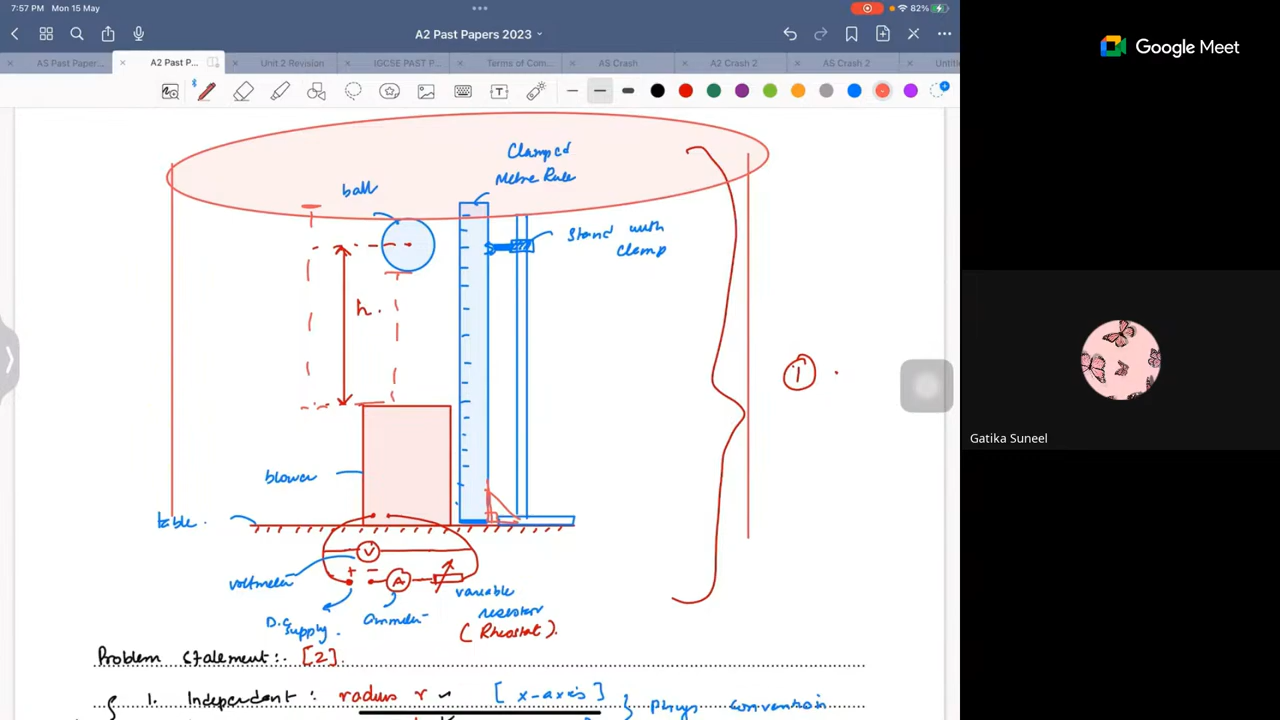 7:57 PM Mon 15 May
82%
A2 Past Papers 2023
AS Past Paper...
A2 Past P...
Unit 2 Revision
IGCSE PAST P...
Terms of Com...
AS Crash
A2 Crash 2
AS Crash 2
Untitl
Google Meet
Clamped
Metre Rule
ball
Stand with
Clamp
h.
1
Gatika Suneel
blower
table.
V
voltmeter
+ -
A
variable
resistor
(Rheostat).
D.C
supply.
Ammeter
Problem statement:. [2].
1. Independent : radius r
[x-axis]
Phys convention